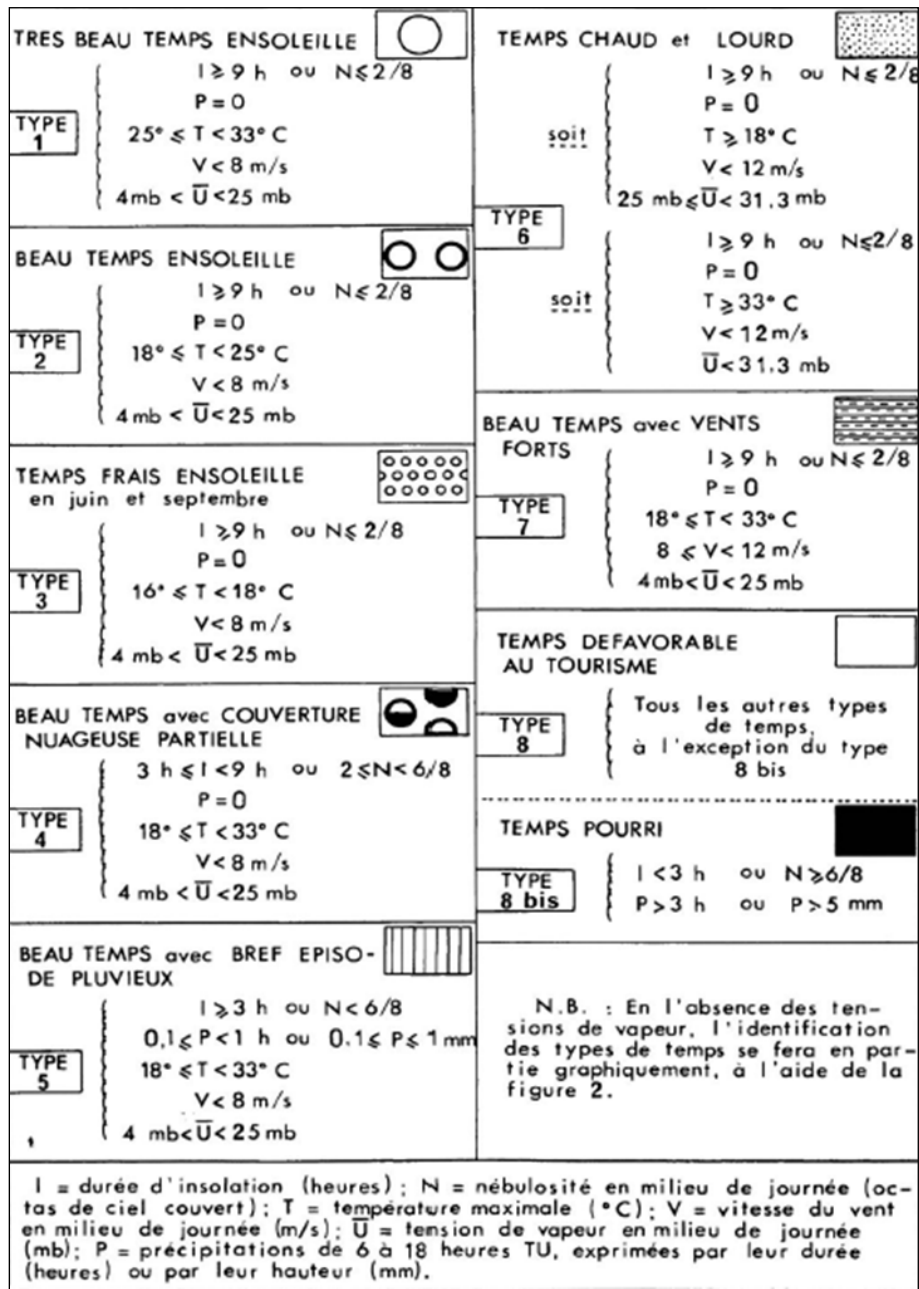 TRES BEAU TEMPS ENSOLEILLE
I ≥ 9 h ou N ≤ 2/8
P = 0
TYPE
1
25° ≤ T < 33° C
V < 8 m/s
4mb < U̅ < 25 mb
BEAU TEMPS ENSOLEILLE
I ≥ 9 h ou N ≤ 2/8
P = 0
TYPE
2
18° ≤ T < 25° C
V < 8 m/s
4mb < U̅ < 25 mb
TEMPS FRAIS ENSOLEILLE
en juin et septembre
I ≥ 9 h ou N ≤ 2/8
P = 0
TYPE
3
16° ≤ T < 18° C
V < 8 m/s
4 mb < U̅ < 25 mb
BEAU TEMPS avec COUVERTURE
NUAGEUSE PARTIELLE
3 h ≤ I < 9 h ou 2 ≤ N < 6/8
P = 0
TYPE
4
18° ≤ T < 33° C
V < 8 m/s
4 mb < U̅ < 25 mb
BEAU TEMPS avec BREF EPISO-
DE PLUVIEUX
I ≥ 3 h ou N < 6/8
0,1 ≤ P < 1 h ou 0.1 ≤ P ≤ 1 mm
TYPE
5
18° ≤ T < 33° C
V < 8 m/s
4 mb < U̅ < 25 mb
TEMPS CHAUD et LOURD
I ≥ 9 h ou N ≤ 2/8
P = 0
soit
T ≥ 18° C
V < 12 m/s
25 mb ≤ U̅ < 31.3 mb
TYPE
6
I ≥ 9 h ou N ≤ 2/8
P = 0
soit
T ≥ 33° C
V < 12 m/s
U̅ < 31.3 mb
BEAU TEMPS avec VENTS
FORTS
I ≥ 9 h ou N ≤ 2/8
P = 0
TYPE
7
18° ≤ T < 33° C
8 ≤ V < 12 m/s
4mb < U̅ < 25 mb
TEMPS DEFAVORABLE
AU TOURISME
TYPE
8
Tous les autres types
de temps,
à l'exception du type
8 bis
TEMPS POURRI
TYPE
8 bis
I < 3 h ou N ≥ 6/8
P > 3 h ou P > 5 mm
N.B. : En l'absence des ten-
sions de vapeur, l'identification
des types de temps se fera en par-
tie graphiquement, à l'aide de la
figure 2.
I = durée d'insolation (heures) ; N = nébulosité en milieu de journée (oc-
tas de ciel couvert) ; T = température maximale (°C) ; V = vitesse du vent
en milieu de journée (m/s) ; U̅ = tension de vapeur en milieu de journée
(mb) ; P = précipitations de 6 à 18 heures TU, exprimées par leur durée
(heures) ou par leur hauteur (mm).